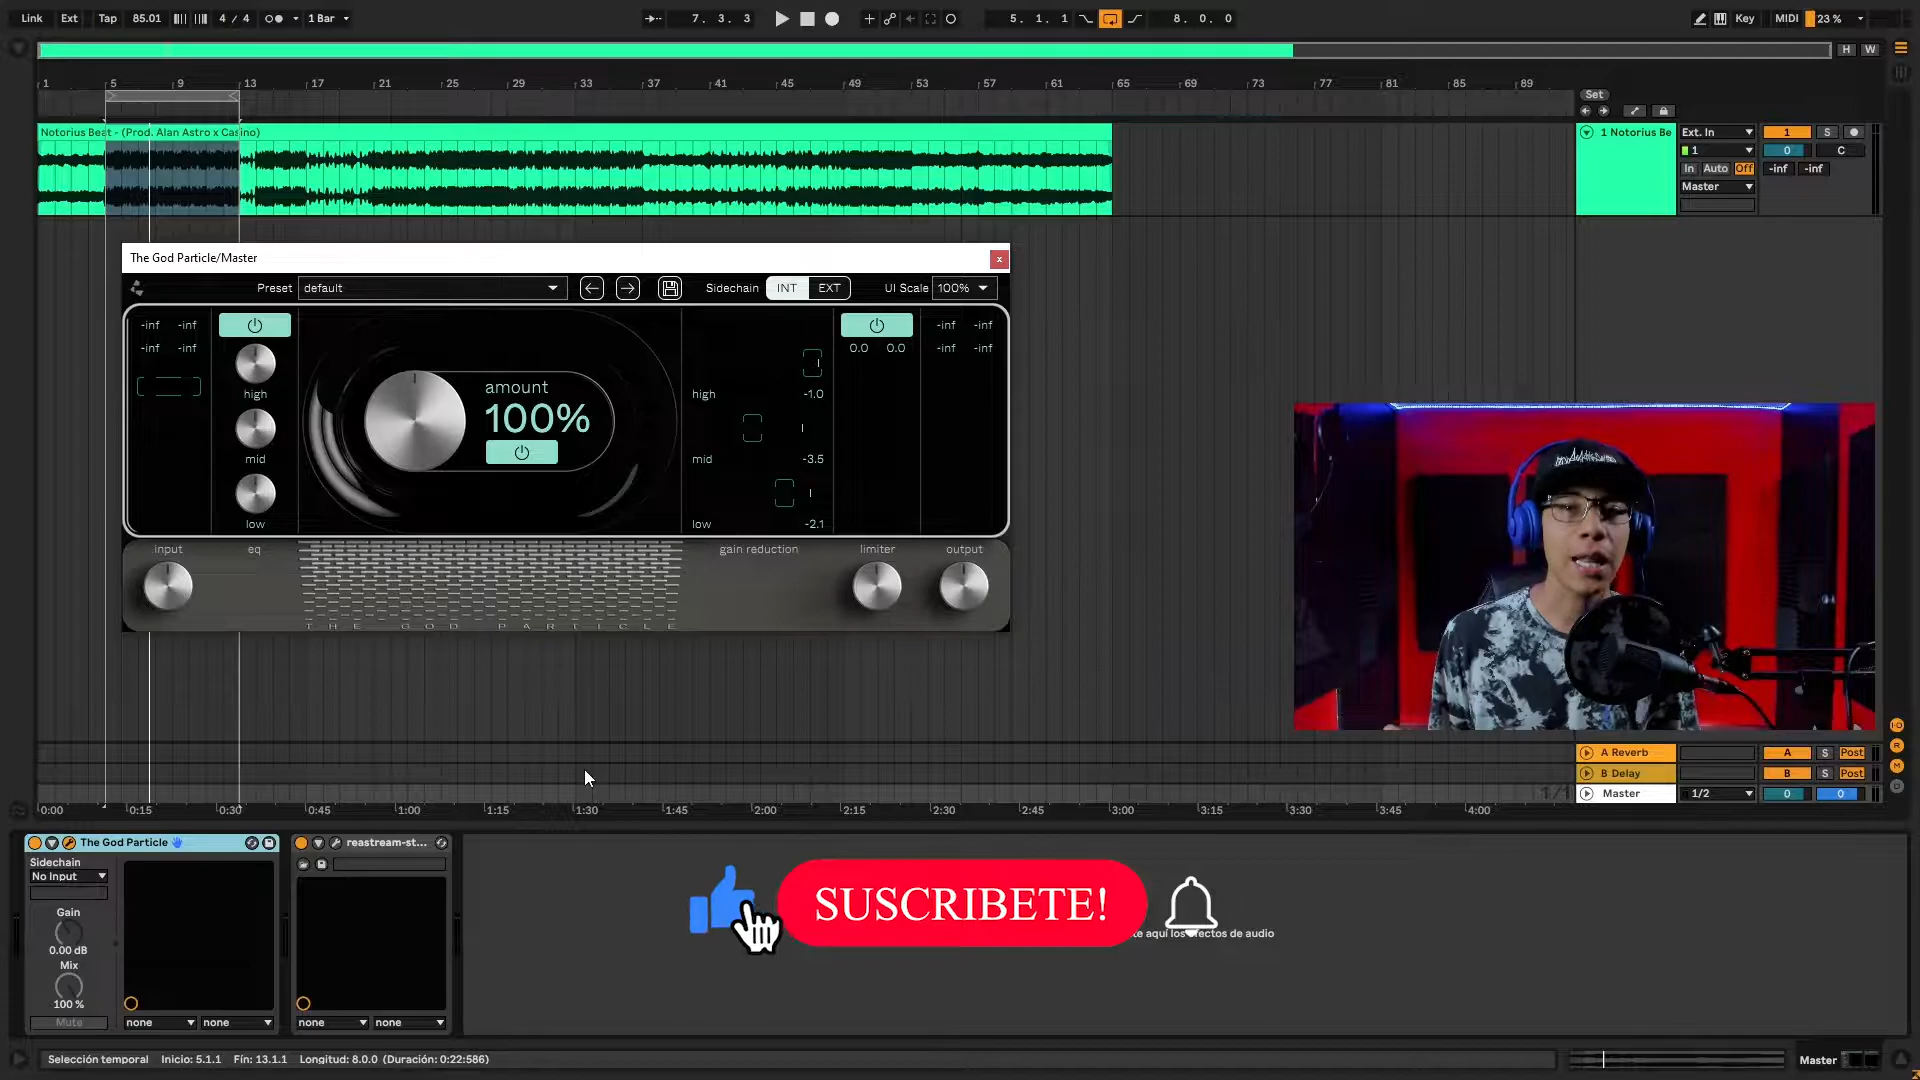 Link Ext Tap 85.01 4 / 4 1 Bar 7. 3. 3 5. 1. 1 8. 0. 0 Key MIDI 23 %
H W
1 5 9 13 17 21 25 29 33 37 41 45 49 53 57 61 65 69 73 77 81 85 89
Set
Notorius Beat - (Prod. Alan Astro x Casino)
1 Notorius Be Ext. In 1 S
1 0 C
In Auto Off -inf -inf
Master
The God Particle/Master x
Preset default Sidechain INT EXT UI Scale 100%
-inf -inf 0.0 0.0 -inf -inf
-inf -inf -inf -inf
amount
100%
high high -1.0
mid mid -3.5
low low -2.1
input eq gain reduction limiter output
THE GOD PARTICLE
A Reverb A S Post
B Delay B S Post
1/1 Master 1/2 0 0
0:00 0:15 0:30 0:45 1:00 1:15 1:30 1:45 2:00 2:15 2:30 2:45 3:00 3:15 3:30 3:45 4:00
The God Particle reastream-st...
Sidechain
No Input
Gain
0.00 dB
Mix
100 %
Mute none none none none
SUSCRIBETE!
aquí los efectos de audio
Selección temporal Inicio: 5.1.1 Fín: 13.1.1 Longitud: 8.0.0 (Duración: 0:22:586)
Master